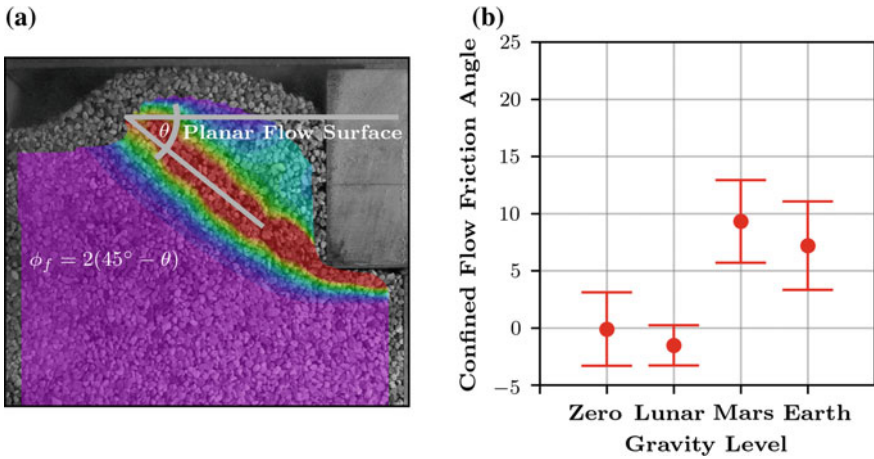 (a)
θ Planar Flow Surface
ϕ_f = 2(45° − θ)
(b)
Confined Flow Friction Angle
25
20
15
10
5
0
−5
Zero Lunar Mars Earth
Gravity Level